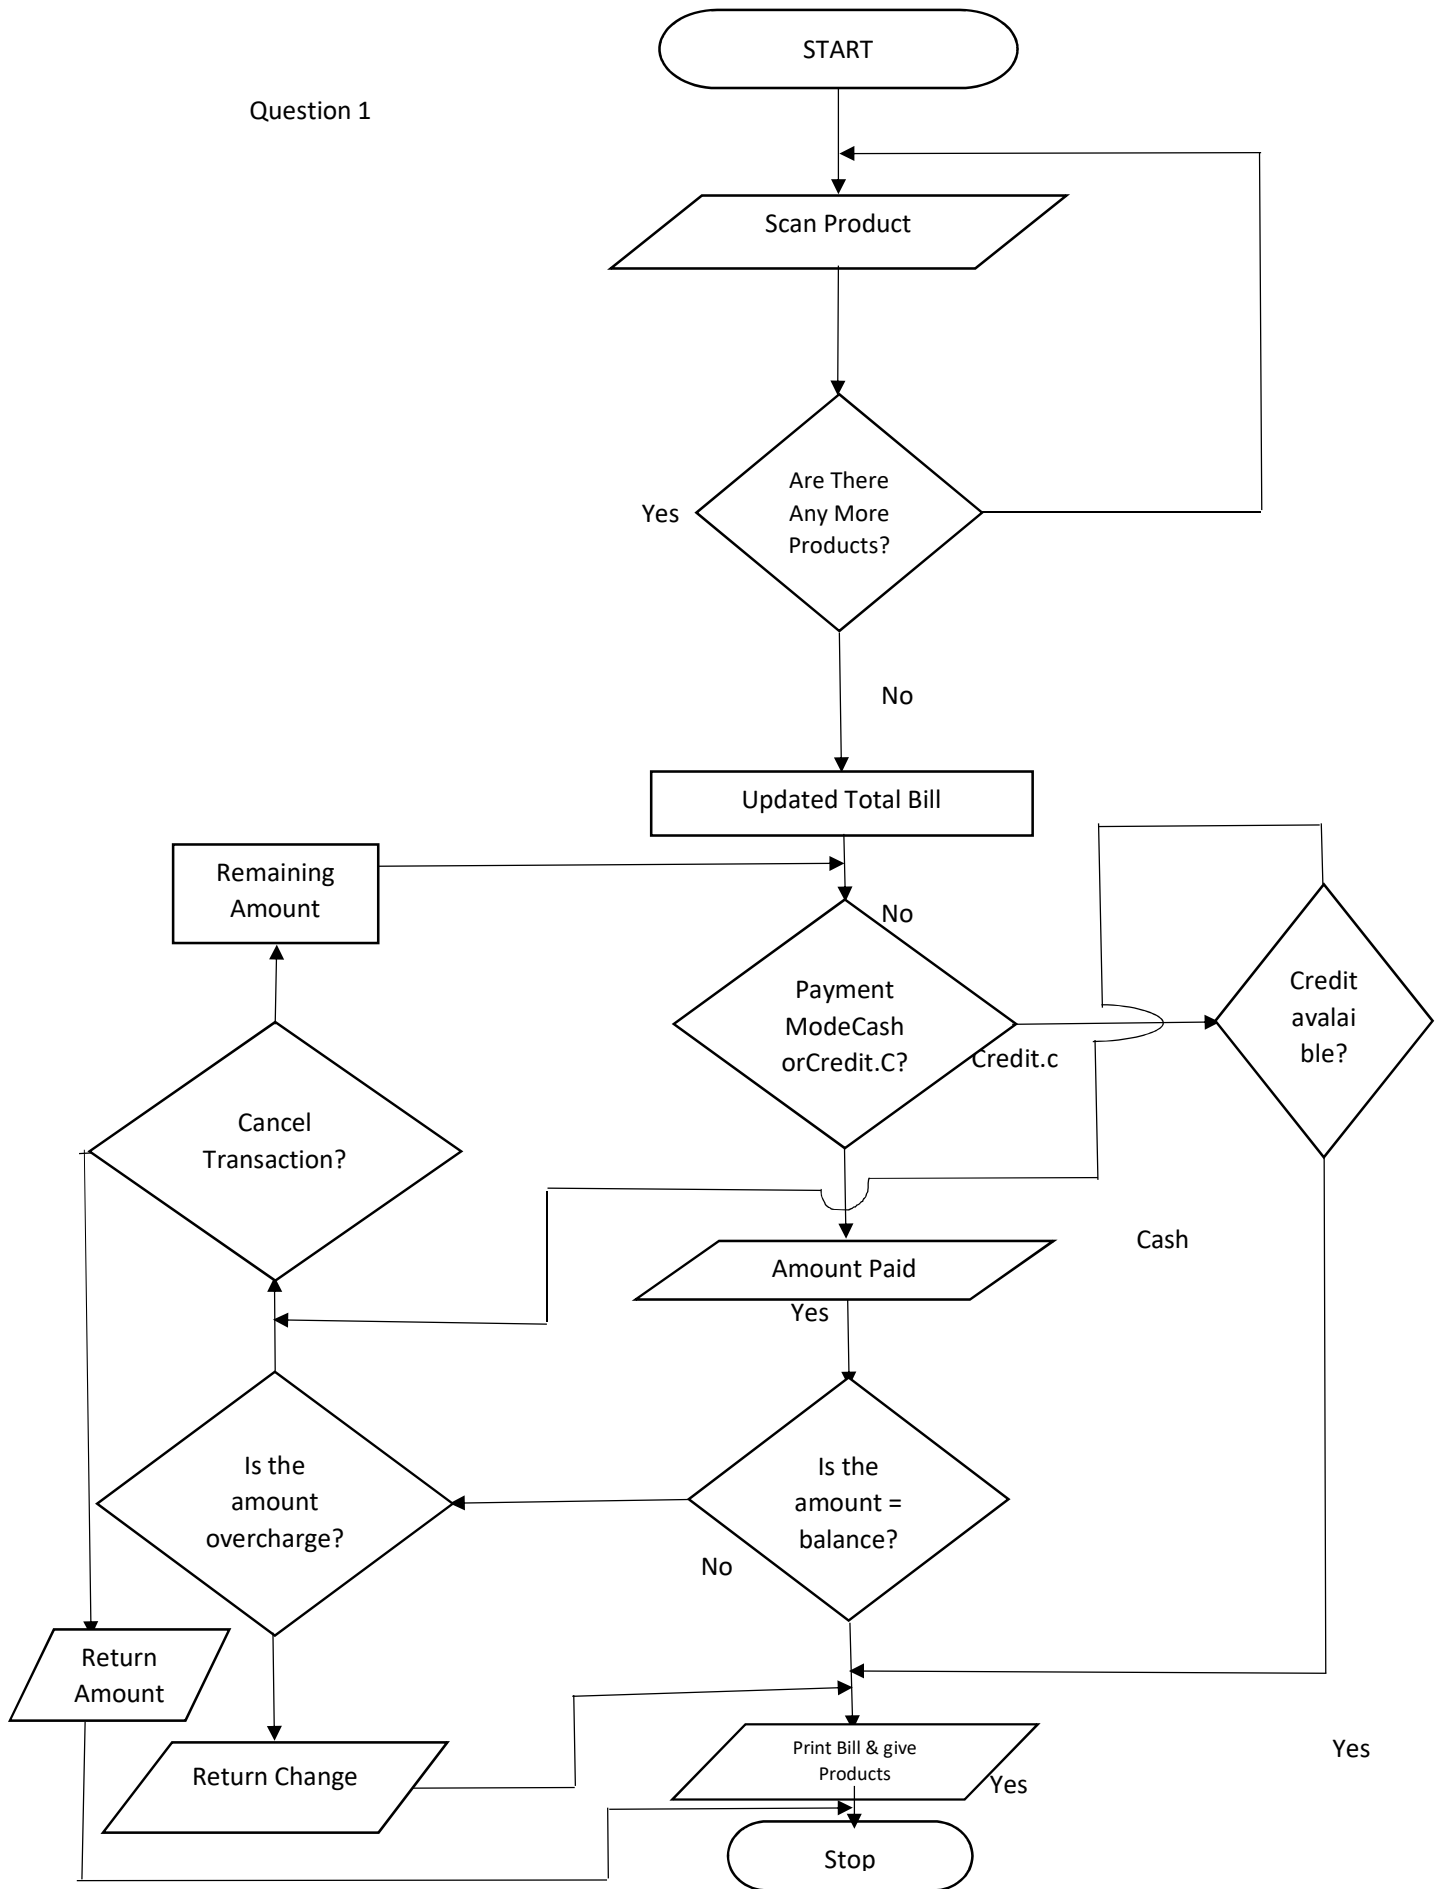 START
Question 1
Scan Product
Are There
Any More
Products?
Yes
No
Updated Total Bill
Remaining
Amount
No
Payment
ModeCash
orCredit.C?
Credit.c
Credit
avalai
ble?
Cancel
Transaction?
Cash
Amount Paid
Yes
Is the
amount
overcharge?
Is the
amount =
balance?
No
Return
Amount
Return Change
Print Bill & give
Products
Yes
Yes
Stop